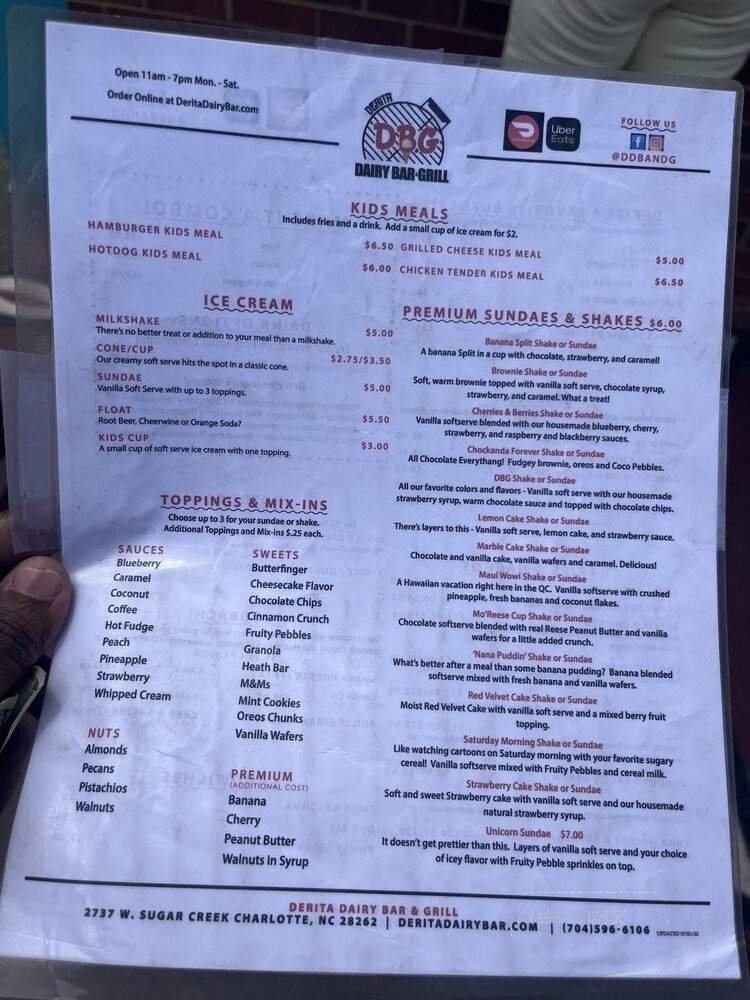 Open 11am - 7pm Mon. - Sat.
Order Online at DeritaDairyBar.com
DERITA
DBG
DAIRY BAR·GRILL
DOORDASH
Uber
Eats
FOLLOW US
@DDBANDG
KIDS MEALS
Includes fries and a drink. Add a small cup of ice cream for $2.
HAMBURGER KIDS MEAL $6.50
HOTDOG KIDS MEAL $6.00
GRILLED CHEESE KIDS MEAL $5.00
CHICKEN TENDER KIDS MEAL $6.50
ICE CREAM
MILKSHAKE $5.00
There's no better treat or addition to your meal than a milkshake.
CONE/CUP $2.75/$3.50
Our creamy soft serve hits the spot in a classic cone.
SUNDAE $5.00
Vanilla Soft Serve with up to 3 toppings.
FLOAT $5.50
Root Beer, Cheerwine or Orange Soda?
KIDS CUP $3.00
A small cup of soft serve ice cream with one topping.
TOPPINGS & MIX-INS
Choose up to 3 for your sundae or shake.
Additional Toppings and Mix-ins $.25 each.
SAUCES
Blueberry
Caramel
Coconut
Coffee
Hot Fudge
Peach
Pineapple
Strawberry
Whipped Cream
NUTS
Almonds
Pecans
Pistachios
Walnuts
SWEETS
Butterfinger
Cheesecake Flavor
Chocolate Chips
Cinnamon Crunch
Fruity Pebbles
Granola
Heath Bar
M&Ms
Mint Cookies
Oreos Chunks
Vanilla Wafers
PREMIUM
(ADDITIONAL COST)
Banana
Cherry
Peanut Butter
Walnuts in Syrup
PREMIUM SUNDAES & SHAKES $6.00
Banana Split Shake or Sundae
A banana Split in a cup with chocolate, strawberry, and caramel!
Brownie Shake or Sundae
Soft, warm brownie topped with vanilla soft serve, chocolate syrup,
strawberry, and caramel. What a treat!
Cherries & Berries Shake or Sundae
Vanilla softserve blended with our housemade blueberry, cherry,
strawberry, and raspberry and blackberry sauces.
Chockanda Forever Shake or Sundae
All Chocolate Everythang! Fudgey brownie, oreos and Coco Pebbles.
DBG Shake or Sundae
All our favorite colors and flavors - Vanilla soft serve with our housemade
strawberry syrup, warm chocolate sauce and topped with chocolate chips.
Lemon Cake Shake or Sundae
There's layers to this - Vanilla soft serve, lemon cake, and strawberry sauce.
Marble Cake Shake or Sundae
Chocolate and vanilla cake, vanilla wafers and caramel. Delicious!
Maui Wowi Shake or Sundae
A Hawaiian vacation right here in the QC. Vanilla softserve with crushed
pineapple, fresh bananas and coconut flakes.
Mo'Reese Cup Shake or Sundae
Chocolate softserve blended with real Reese Peanut Butter and vanilla
wafers for a little added crunch.
'Nana Puddin' Shake or Sundae
What's better after a meal than some banana pudding? Banana blended
softserve mixed with fresh banana and vanilla wafers.
Red Velvet Cake Shake or Sundae
Moist Red Velvet Cake with vanilla soft serve and a mixed berry fruit
topping.
Saturday Morning Shake or Sundae
Like watching cartoons on Saturday morning with your favorite sugary
cereal! Vanilla softserve mixed with Fruity Pebbles and cereal milk.
Strawberry Cake Shake or Sundae
Soft and sweet Strawberry cake with vanilla soft serve and our housemade
natural strawberry syrup.
Unicorn Sundae $7.00
It doesn't get prettier than this. Layers of vanilla soft serve and your choice
of icey flavor with Fruity Pebble sprinkles on top.
DERITA DAIRY BAR & GRILL
2737 W. SUGAR CREEK CHARLOTTE, NC 28262 | DERITADAIRYBAR.COM | (704)596-6106
UPDATED